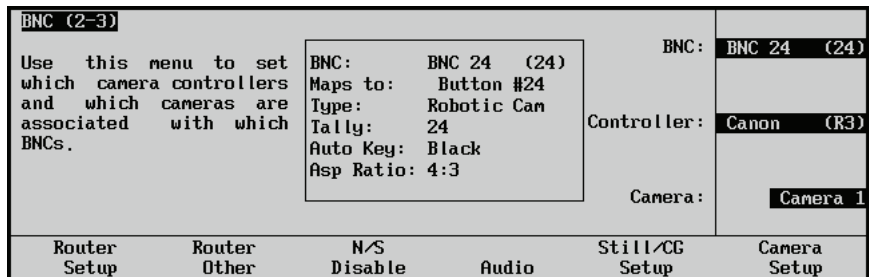 BNC (2-3)
Use this menu to set
which camera controllers
and which cameras are
associated with which
BNCs.
BNC: BNC 24 (24)
Maps to: Button #24
Type: Robotic Cam
Tally: 24
Auto Key: Black
Asp Ratio: 4:3
BNC: BNC 24 (24)
Controller: Canon (R3)
Camera: Camera 1
Router Setup
Router Other
N/S Disable
Audio
Still/CG Setup
Camera Setup